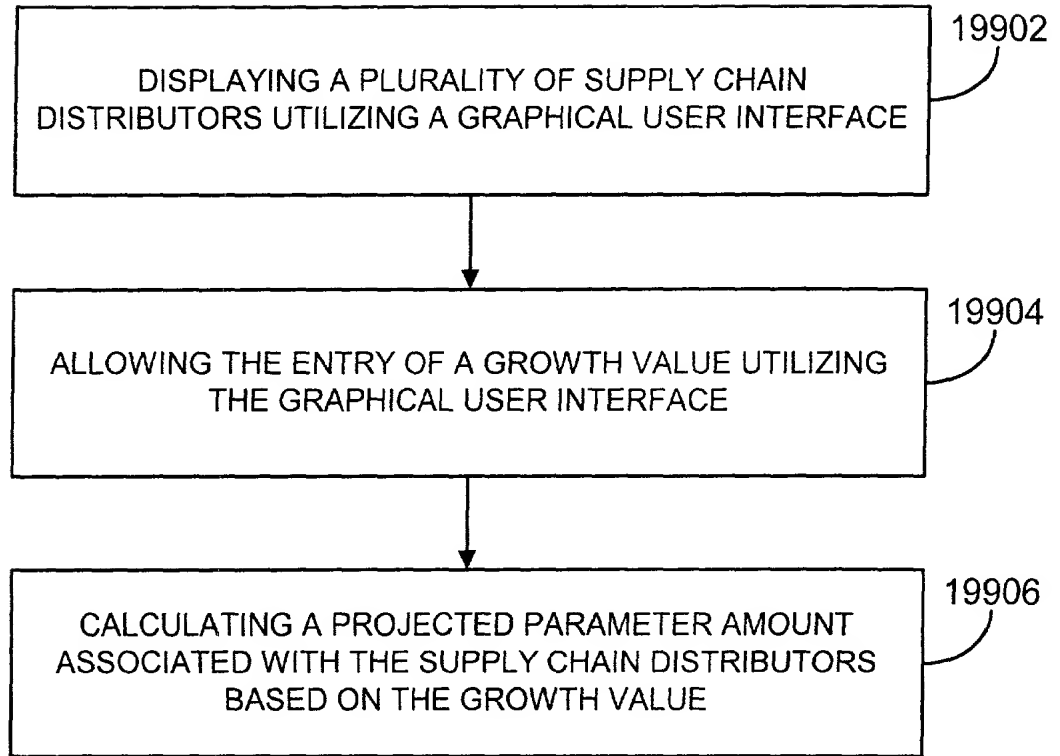 19902
DISPLAYING A PLURALITY OF SUPPLY CHAIN
DISTRIBUTORS UTILIZING A GRAPHICAL USER INTERFACE
19904
ALLOWING THE ENTRY OF A GROWTH VALUE UTILIZING
THE GRAPHICAL USER INTERFACE
19906
CALCULATING A PROJECTED PARAMETER AMOUNT
ASSOCIATED WITH THE SUPPLY CHAIN DISTRIBUTORS
BASED ON THE GROWTH VALUE